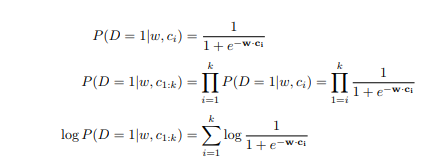 P(D = 1|w, c_i) = \frac{1}{1 + e^{-\mathbf{w} \cdot \mathbf{c_i}}}
P(D = 1|w, c_{1:k}) = \prod_{i=1}^{k} P(D = 1|w, c_i) = \prod_{1=i}^{k} \frac{1}{1 + e^{-\mathbf{w} \cdot \mathbf{c_i}}}
\log P(D = 1|w, c_{1:k}) = \sum_{i=1}^{k} \log \frac{1}{1 + e^{-\mathbf{w} \cdot \mathbf{c_i}}}